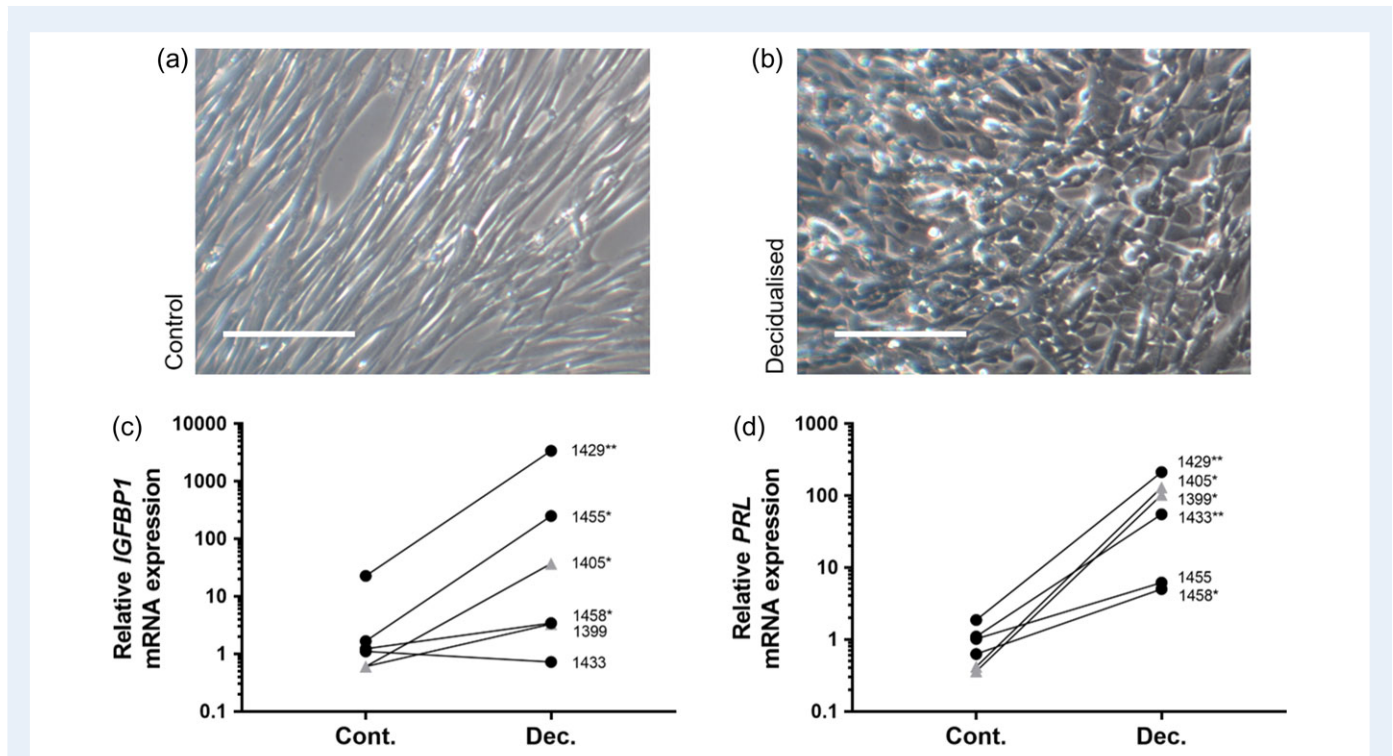 (a)
Control
(b)
Decidualised
(c)
Relative IGFBP1
mRNA expression
10000
1000
100
10
1
0.1
1429**
1455*
1405*
1458*
1399
1433
Cont.
Dec.
(d)
Relative PRL
mRNA expression
1000
100
10
1
0.1
1429**
1405*
1399*
1433**
1455
1458*
Cont.
Dec.